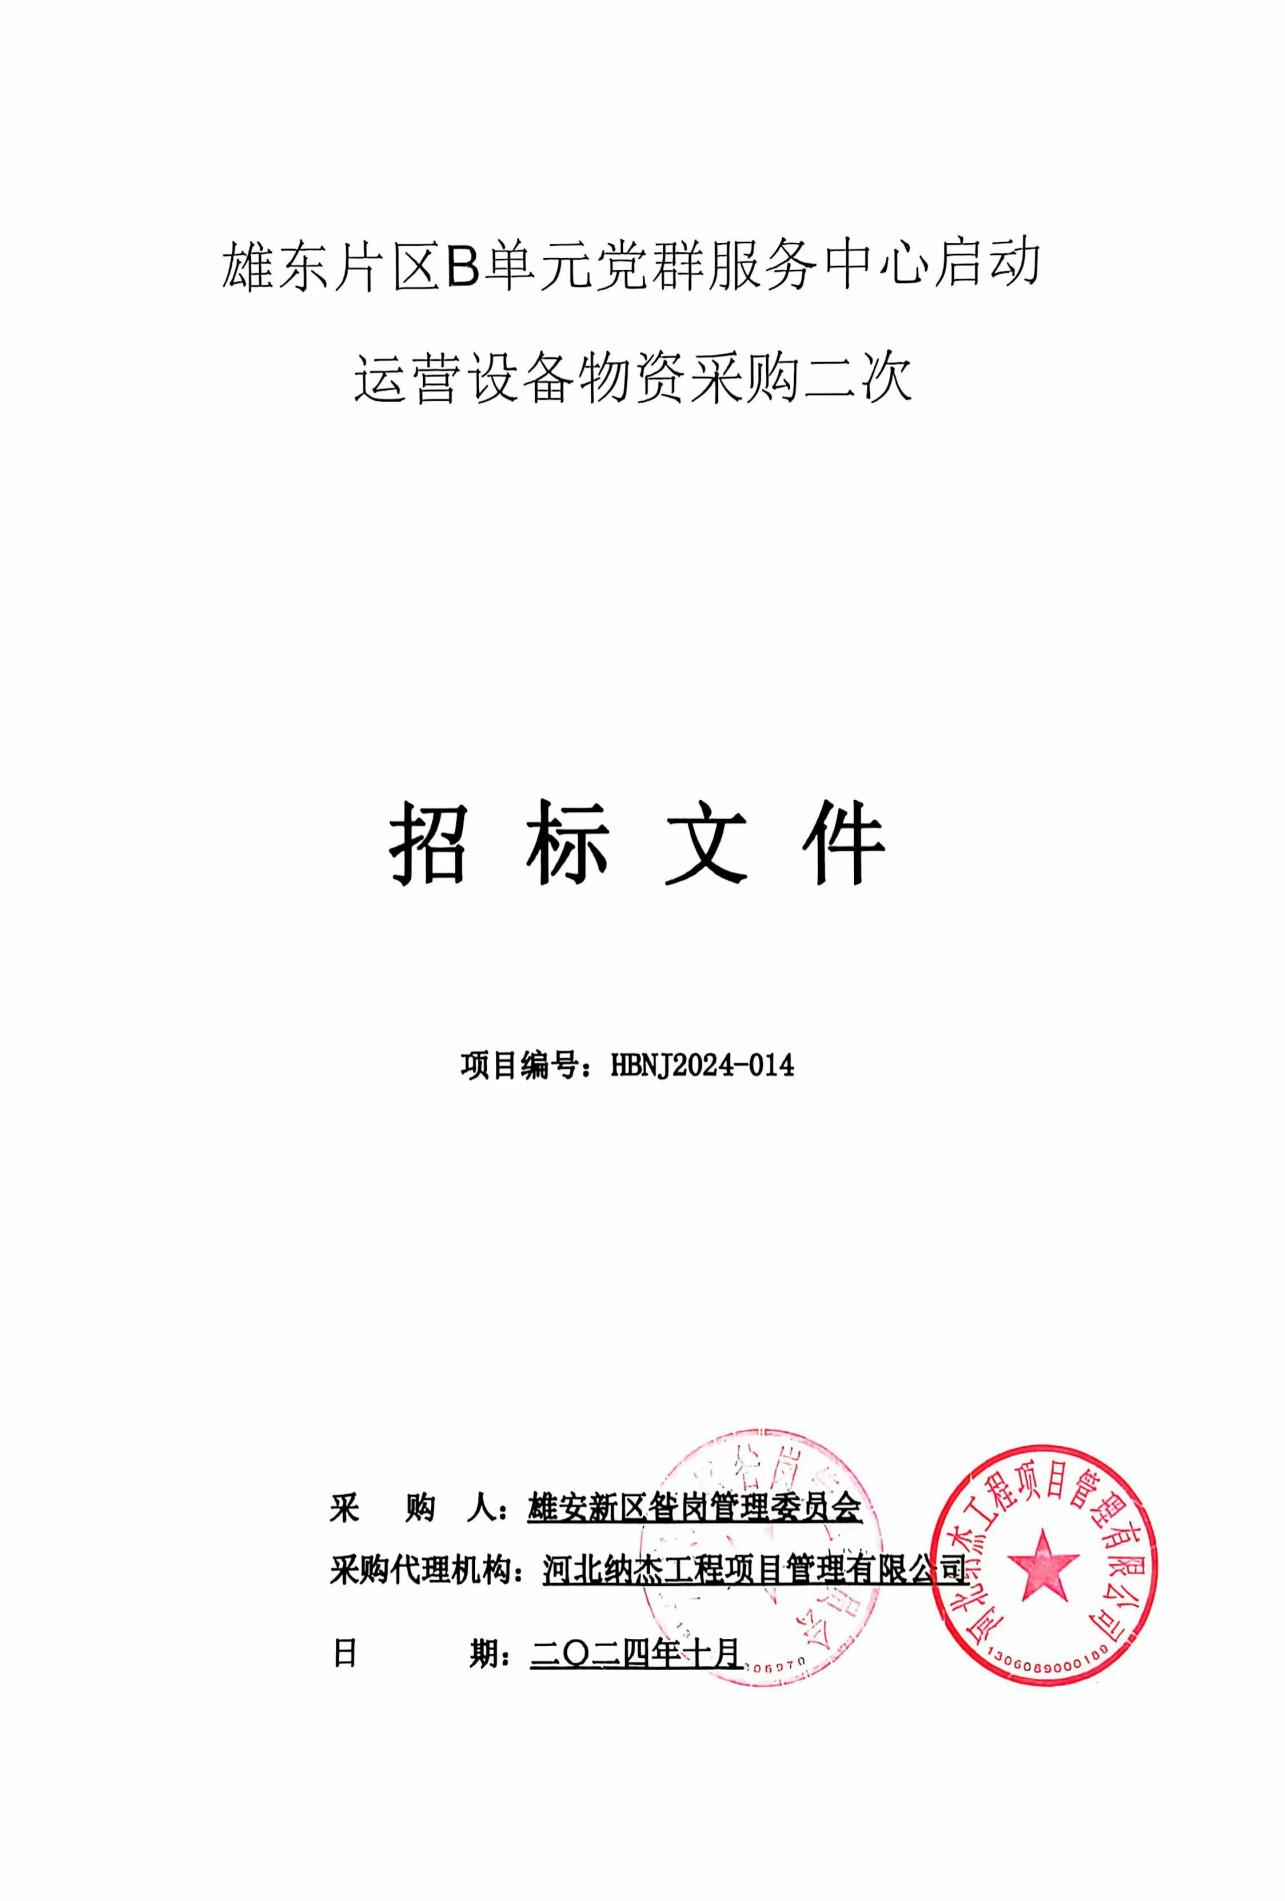 雄东片区B单元党群服务中心启动
运营设备物资采购二次
招标文件
项目编号：HBNJ2024-014
采购人：雄安新区昝岗管理委员会
采购代理机构：河北纳杰工程项目管理有限公司
日期：二〇二四年十月
河北纳杰工程项目管理有限公司
1306089000189